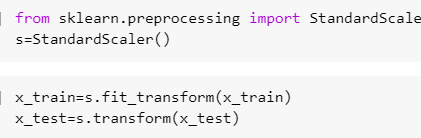 from sklearn.preprocessing import StandardScale
s=StandardScaler()
x_train=s.fit_transform(x_train)
x_test=s.transform(x_test)